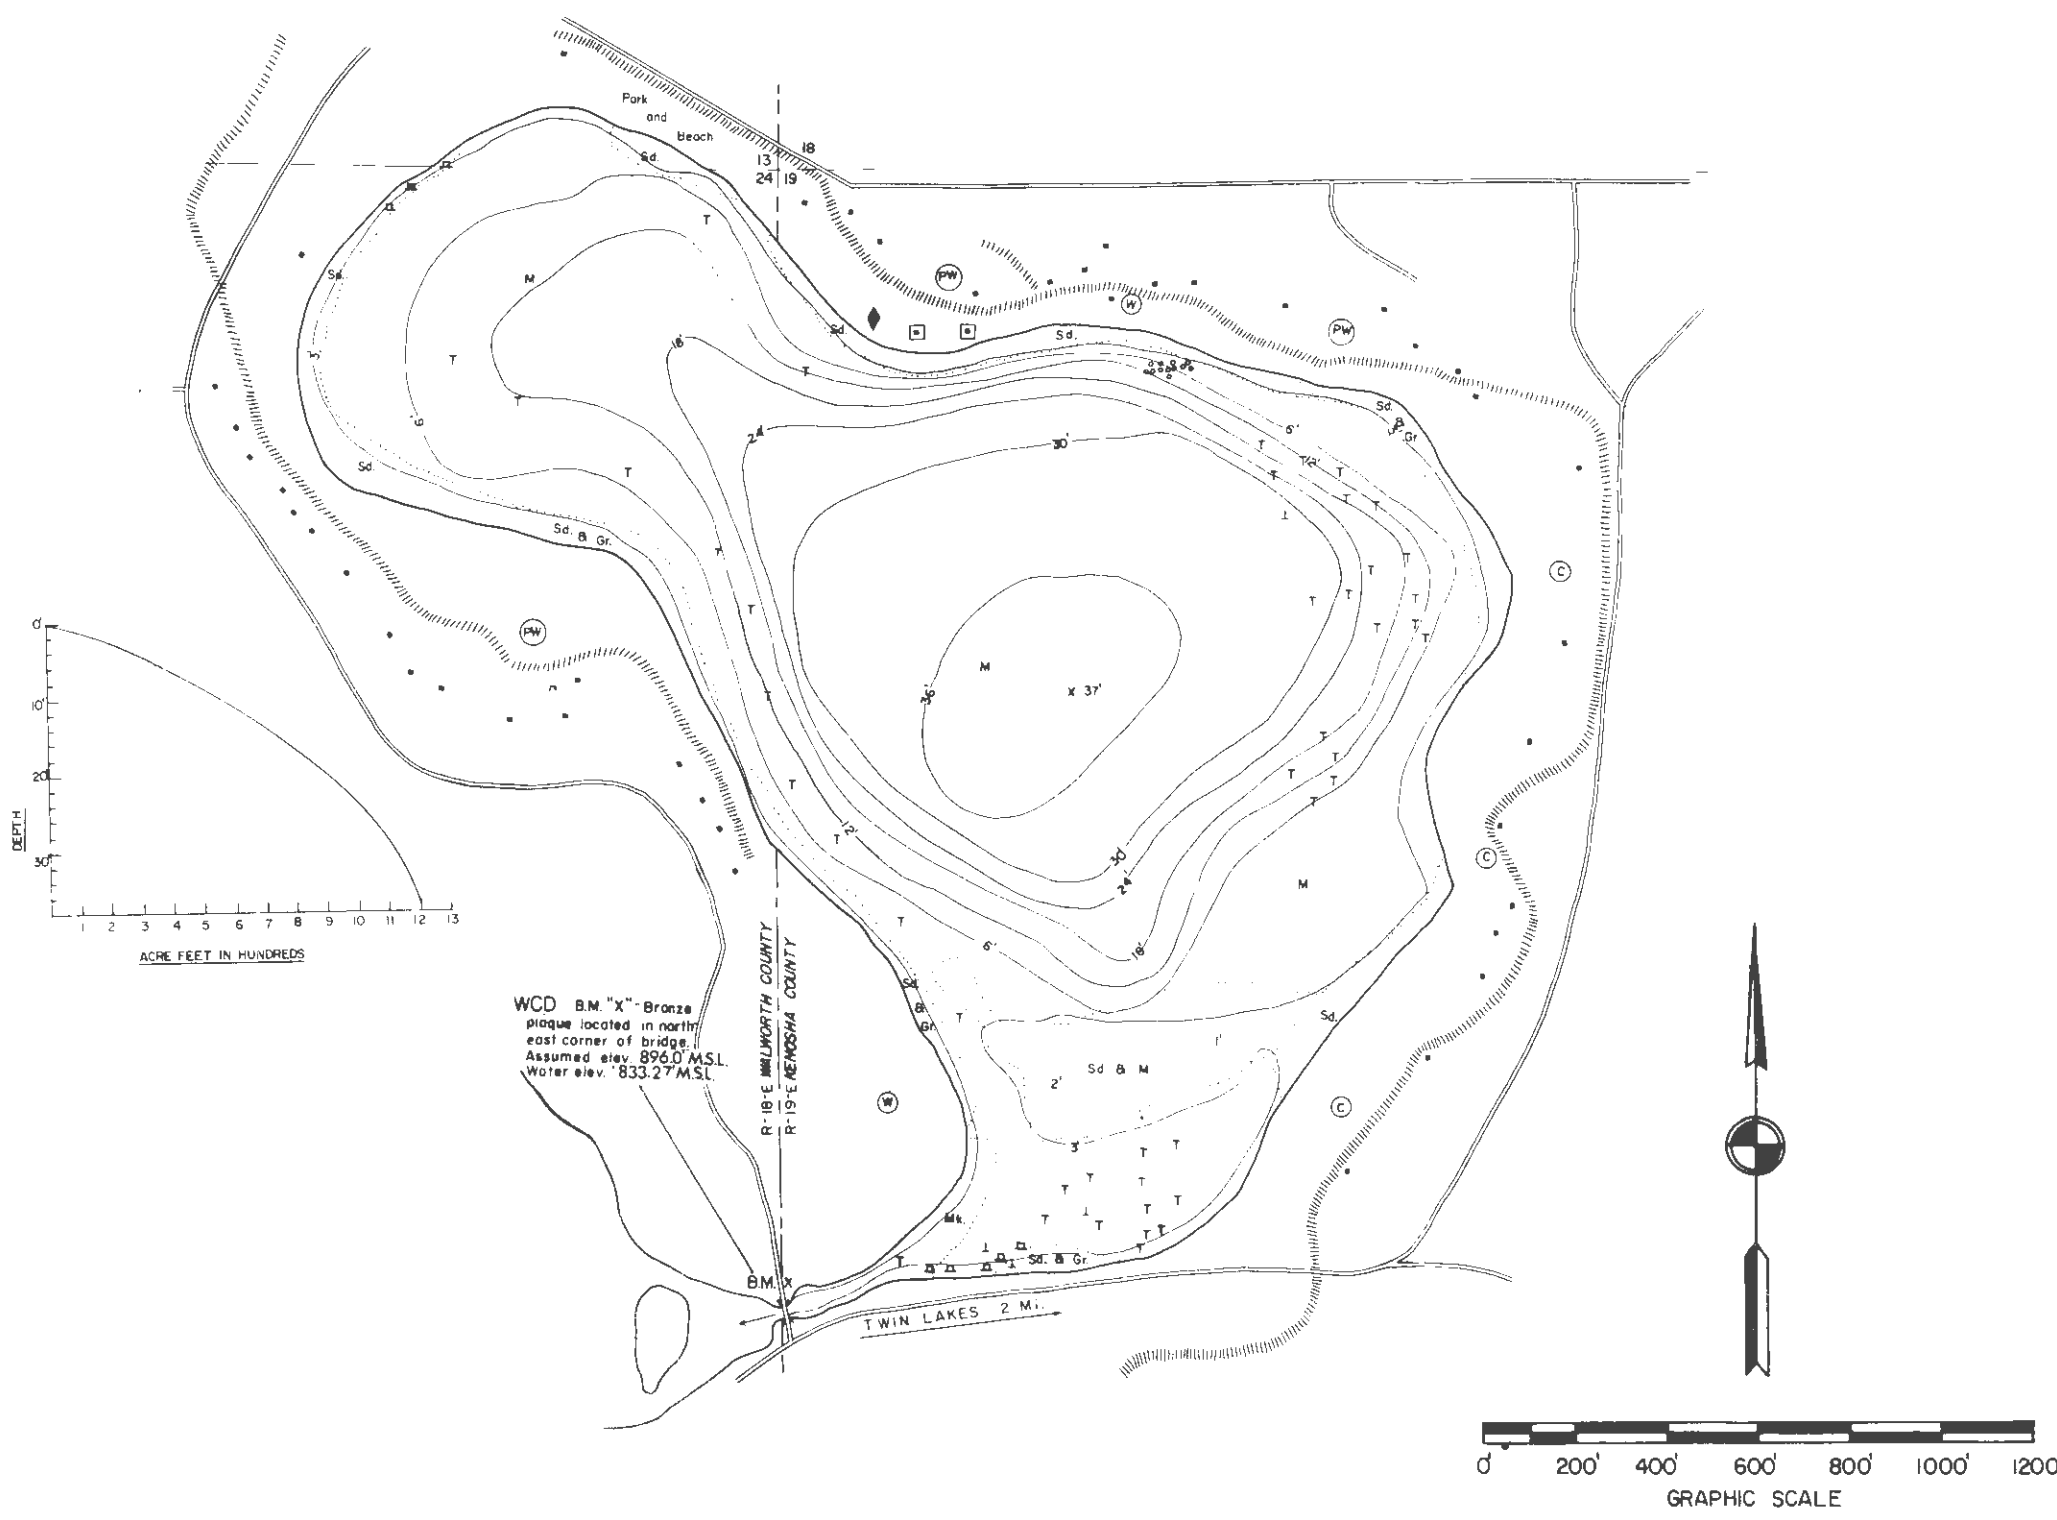 Park
and
Beach
Sd.
13
18
24
19
T
Sd.
M
PW
W
PW
Sd.
Sd.
3'
T
18'
T
6'
T
24'
30'
Sd.
&
Gr.
3'
6'
12'
T
T
T
T
T
T
Sd.
T
Sd. & Gr.
T
T
T
T
T
C
PW
T
T
T
T
T
T
0'
10'
20'
30'
DEPTH
1 2 3 4 5 6 7 8 9 10 11 12 13
ACRE FEET IN HUNDREDS
M
X 37'
36'
T
T
T
T
T
T
T
T
12'
30'
24'
18'
6'
M
C
T
R-18-E WALWORTH COUNTY
R-19-E KENOSHA COUNTY
WCD B.M. "X" - Bronze
plaque located in north
east corner of bridge.
Assumed elev. 896.0' M.S.L.
Water elev. 833.27' M.S.L.
Sd.
&
Gr.
T
Sd.
1'
Sd & M
2'
W
C
3'
T
T
T
T
T
T
T
T
T
T
T
T
T
Mk.
T
Sd. & Gr.
B.M. X
TWIN LAKES 2 Mi.
0' 200' 400' 600' 800' 1000' 1200'
GRAPHIC SCALE